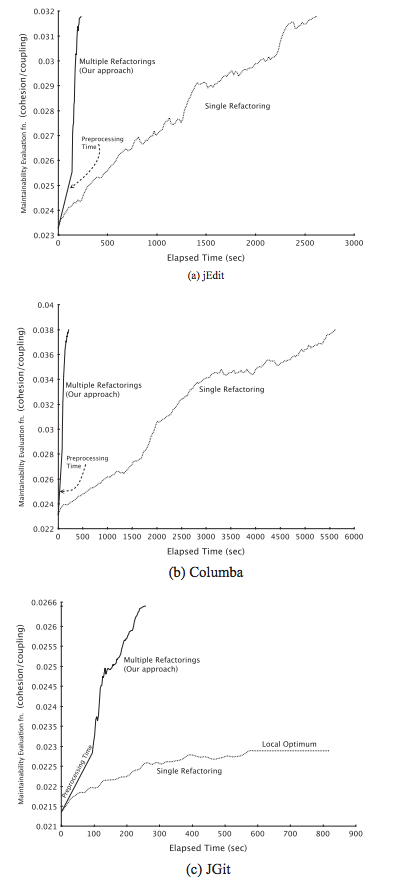 0.032
0.03
0.029
0.028
0.027
0.026
0.025
0.024
0.023
Maintainability Evaluation fn. (cohesion/coupling)
Multiple Refactorings
(Our approach)
Single Refactoring
Preprocessing
Time
0 500 1000 1500 2000 2500 3000
Elapsed Time (sec)
(a) jEdit
0.04
0.038
0.036
0.034
0.032
0.03
0.028
0.026
0.024
0.022
Maintainability Evaluation fn. (cohesion/coupling)
Multiple Refactorings
(Our approach)
Single Refactoring
Preprocessing
Time
0 500 1000 1500 2000 2500 3000 3500 4000 4500 5000 5500 6000
Elapsed Time (sec)
(b) Columba
0.0266
0.026
0.0255
0.025
0.0245
0.024
0.0235
0.023
0.022
0.0215
0.021
Maintainability Evaluation fn. (cohesion/coupling)
Multiple Refactorings
(Our approach)
Preprocessing Time
Local Optimum
Single Refactoring
0 100 200 300 400 500 600 700 800 900
Elapsed Time (sec)
(c) JGit